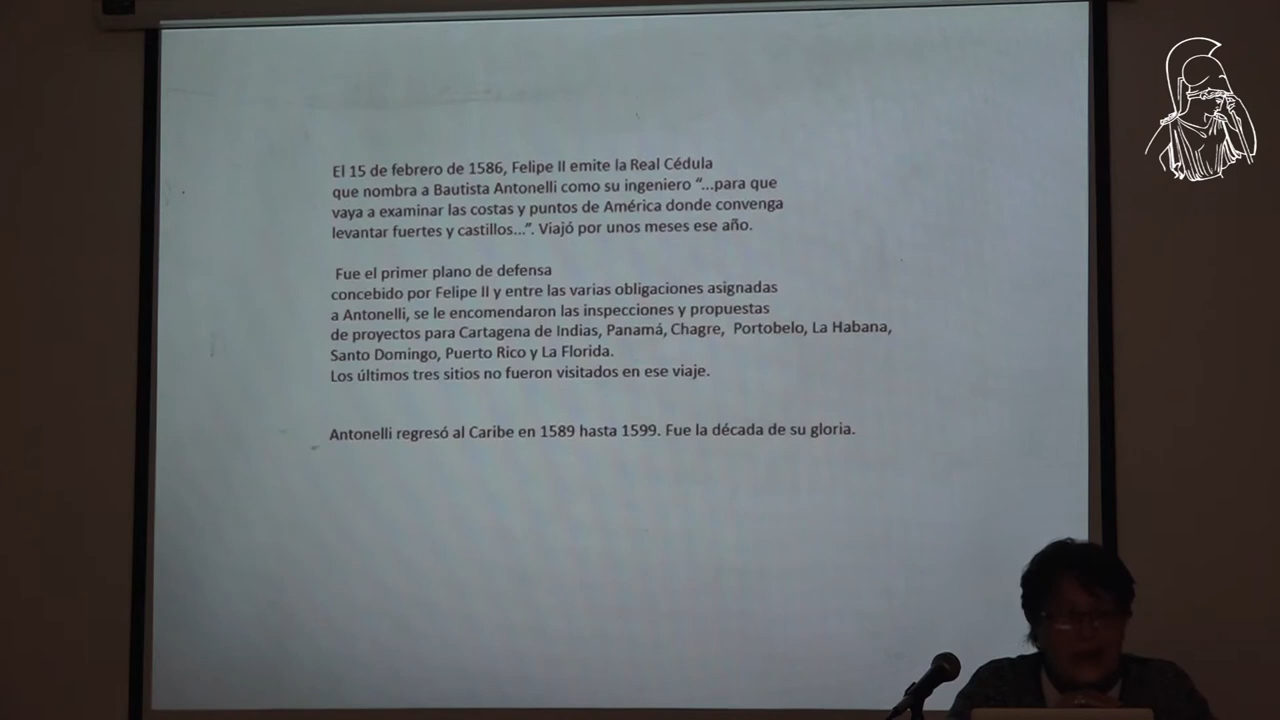 El 15 de febrero de 1586, Felipe II emite la Real Cédula
que nombra a Bautista Antonelli como su ingeniero “...para que
vaya a examinar las costas y puntos de América donde convenga
levantar fuertes y castillos...”. Viajó por unos meses ese año.
Fue el primer plano de defensa
concebido por Felipe II y entre las varias obligaciones asignadas
a Antonelli, se le encomendaron las inspecciones y propuestas
de proyectos para Cartagena de Indias, Panamá, Chagre, Portobelo, La Habana,
Santo Domingo, Puerto Rico y La Florida.
Los últimos tres sitios no fueron visitados en ese viaje.
Antonelli regresó al Caribe en 1589 hasta 1599. Fue la década de su gloria.